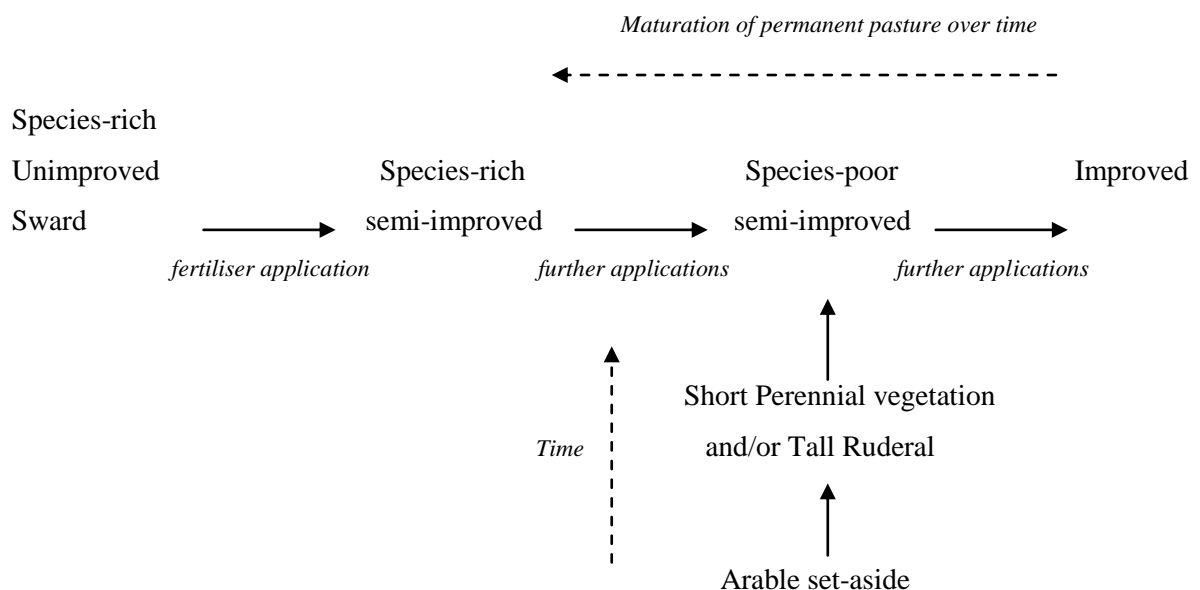 Maturation of permanent pasture over time
Species-rich
Unimproved Species-rich Species-poor Improved
Sward semi-improved semi-improved
fertiliser application further applications further applications
Short Perennial vegetation
Time and/or Tall Ruderal
Arable set-aside